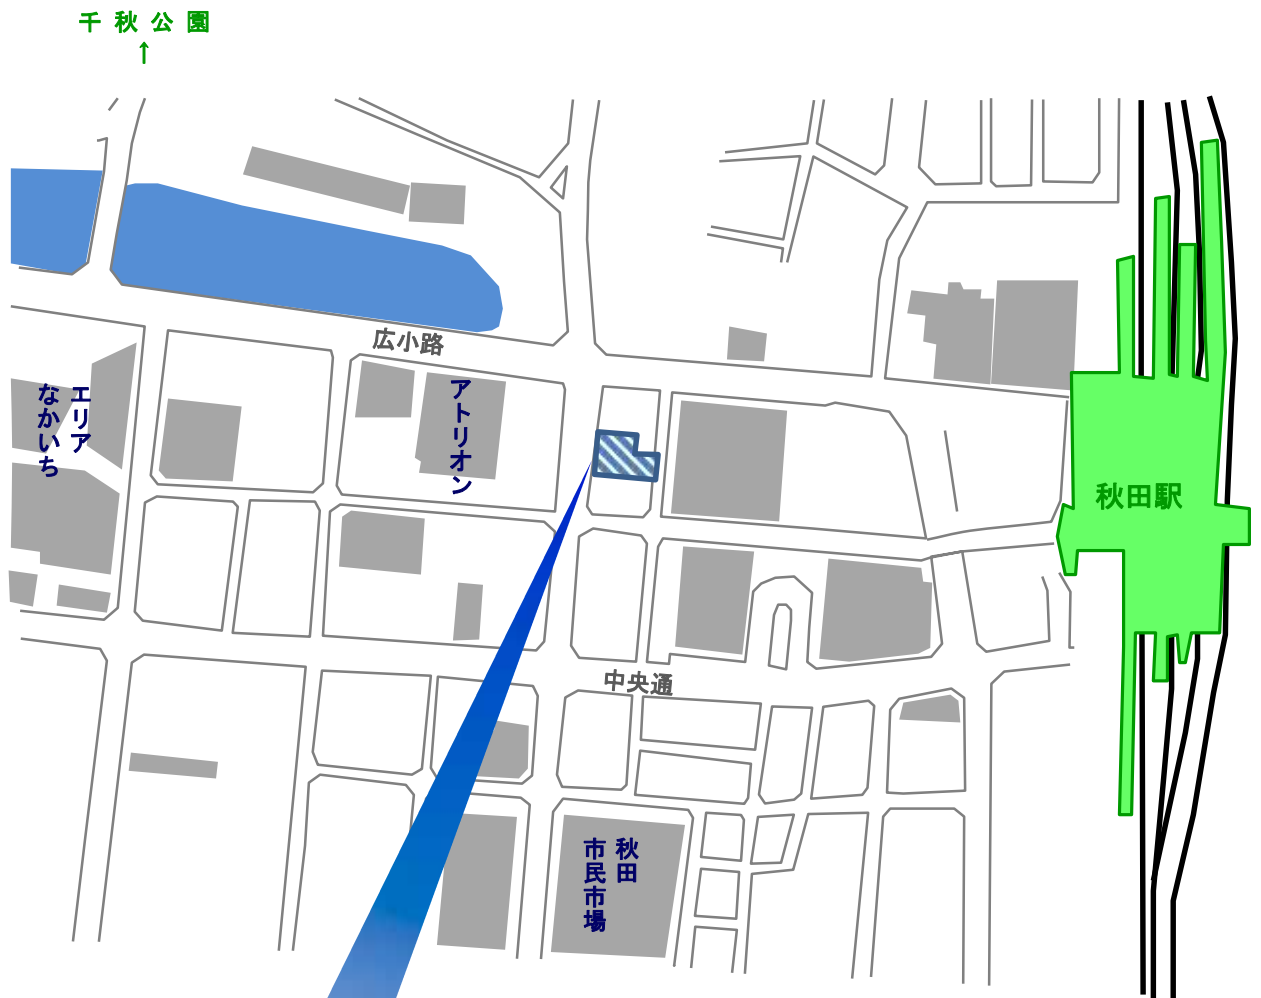 千秋公園
↑
広小路
エリア
なかいち
アトリオン
秋田駅
中央通
秋田
市民市場